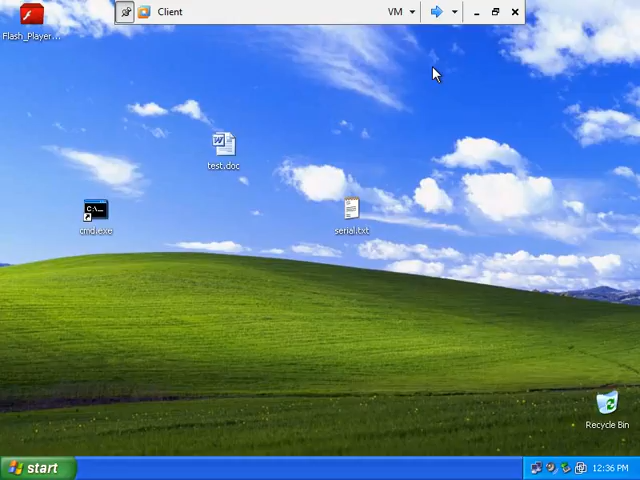 Client
VM
Flash_Player...
test.doc
C:\...
cmd.exe
serial.txt
Recycle Bin
start
12:36 PM